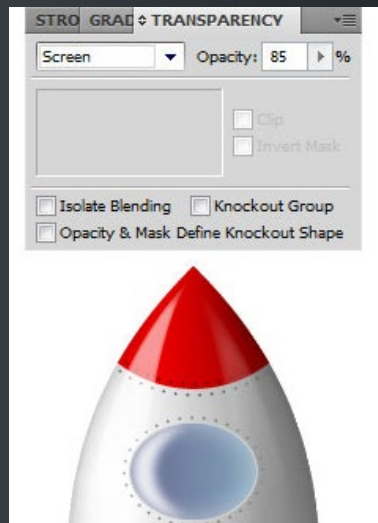 STRO GRAD TRANSPARENCY
Screen Opacity: 85 %
Clip
Invert Mask
Isolate Blending Knockout Group
Opacity & Mask Define Knockout Shape